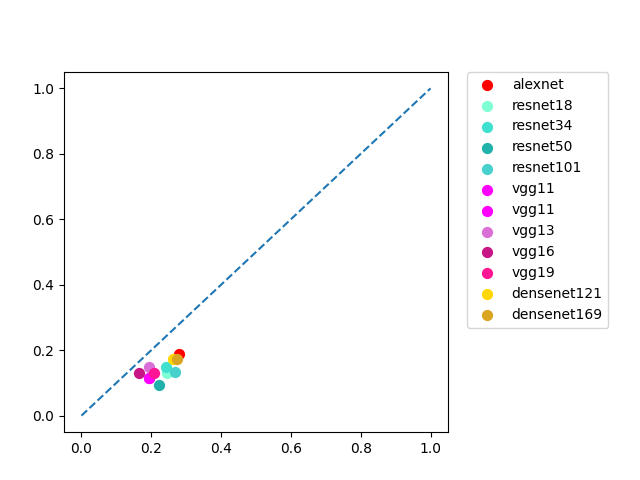 1.0
0.8
0.6
0.4
0.2
0.0
0.0 0.2 0.4 0.6 0.8 1.0
alexnet
resnet18
resnet34
resnet50
resnet101
vgg11
vgg11
vgg13
vgg16
vgg19
densenet121
densenet169